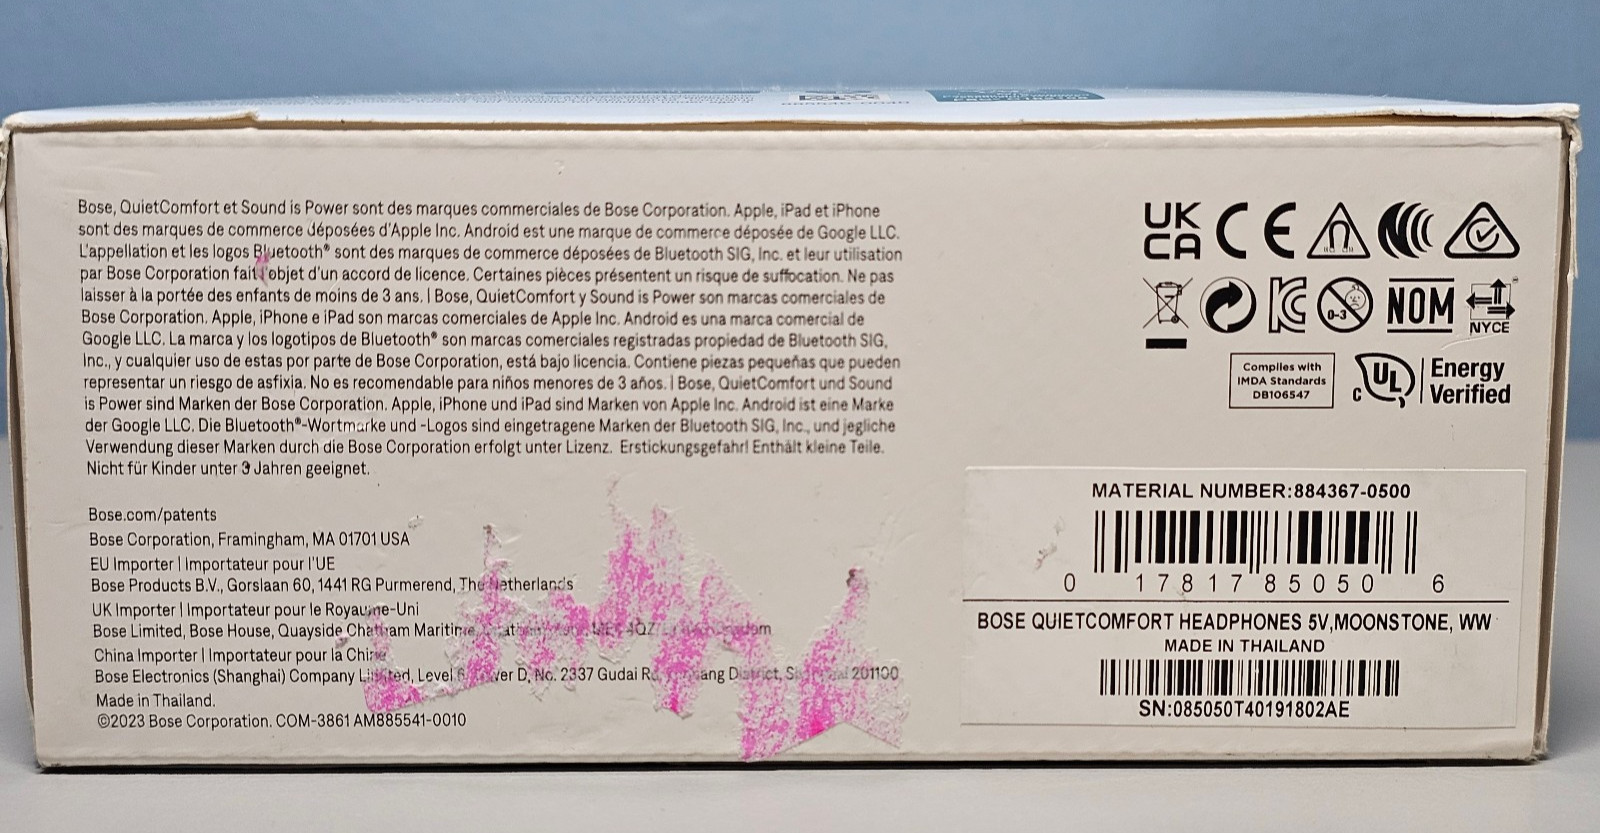 Bose, QuietComfort et Sound is Power sont des marques commerciales de Bose Corporation. Apple, iPad et iPhone
sont des marques de commerce déposées d'Apple Inc. Android est une marque de commerce déposée de Google LLC.
L'appellation et les logos Bluetooth® sont des marques de commerce déposées de Bluetooth SIG, Inc. et leur utilisation
par Bose Corporation fait l'objet d'un accord de licence. Certaines pièces présentent un risque de suffocation. Ne pas
laisser à la portée des enfants de moins de 3 ans. | Bose, QuietComfort y Sound is Power son marcas comerciales de
Bose Corporation. Apple, iPhone e iPad son marcas comerciales de Apple Inc. Android es una marca comercial de
Google LLC. La marca y los logotipos de Bluetooth® son marcas comerciales registradas propiedad de Bluetooth SIG,
Inc., y cualquier uso de estas por parte de Bose Corporation, está bajo licencia. Contiene piezas pequeñas que pueden
representar un riesgo de asfixia. No es recomendable para niños menores de 3 años. | Bose, QuietComfort und Sound
is Power sind Marken der Bose Corporation. Apple, iPhone und iPad sind Marken von Apple Inc. Android ist eine Marke
der Google LLC. Die Bluetooth®-Wortmarke und -Logos sind eingetragene Marken der Bluetooth SIG, Inc., und jegliche
Verwendung dieser Marken durch die Bose Corporation erfolgt unter Lizenz. Erstickungsgefahr! Enthält kleine Teile.
Nicht für Kinder unter 3 Jahren geeignet.
Bose.com/patents
Bose Corporation, Framingham, MA 01701 USA
EU Importer | Importateur pour l'UE
Bose Products B.V., Gorslaan 60, 1441 RG Purmerend, The Netherlands
UK Importer | Importateur pour le Royaume-Uni
Bose Limited, Bose House, Quayside Chatham Maritime, 4QZ
China Importer | Importateur pour la Chine
Bose Electronics (Shanghai) Company Limited, Level 6, Tower D, No. 2337 Gudai Rd. District, 201100
Made in Thailand.
©2023 Bose Corporation. COM-3861 AM885541-0010
UK
CA
CE
0-3
NOM
NYCE
Complies with
IMDA Standards
DB106547
c UL
Energy
Verified
MATERIAL NUMBER:884367-0500
0 17817 85050 6
BOSE QUIETCOMFORT HEADPHONES 5V,MOONSTONE, WW
MADE IN THAILAND
SN:085050T40191802AE